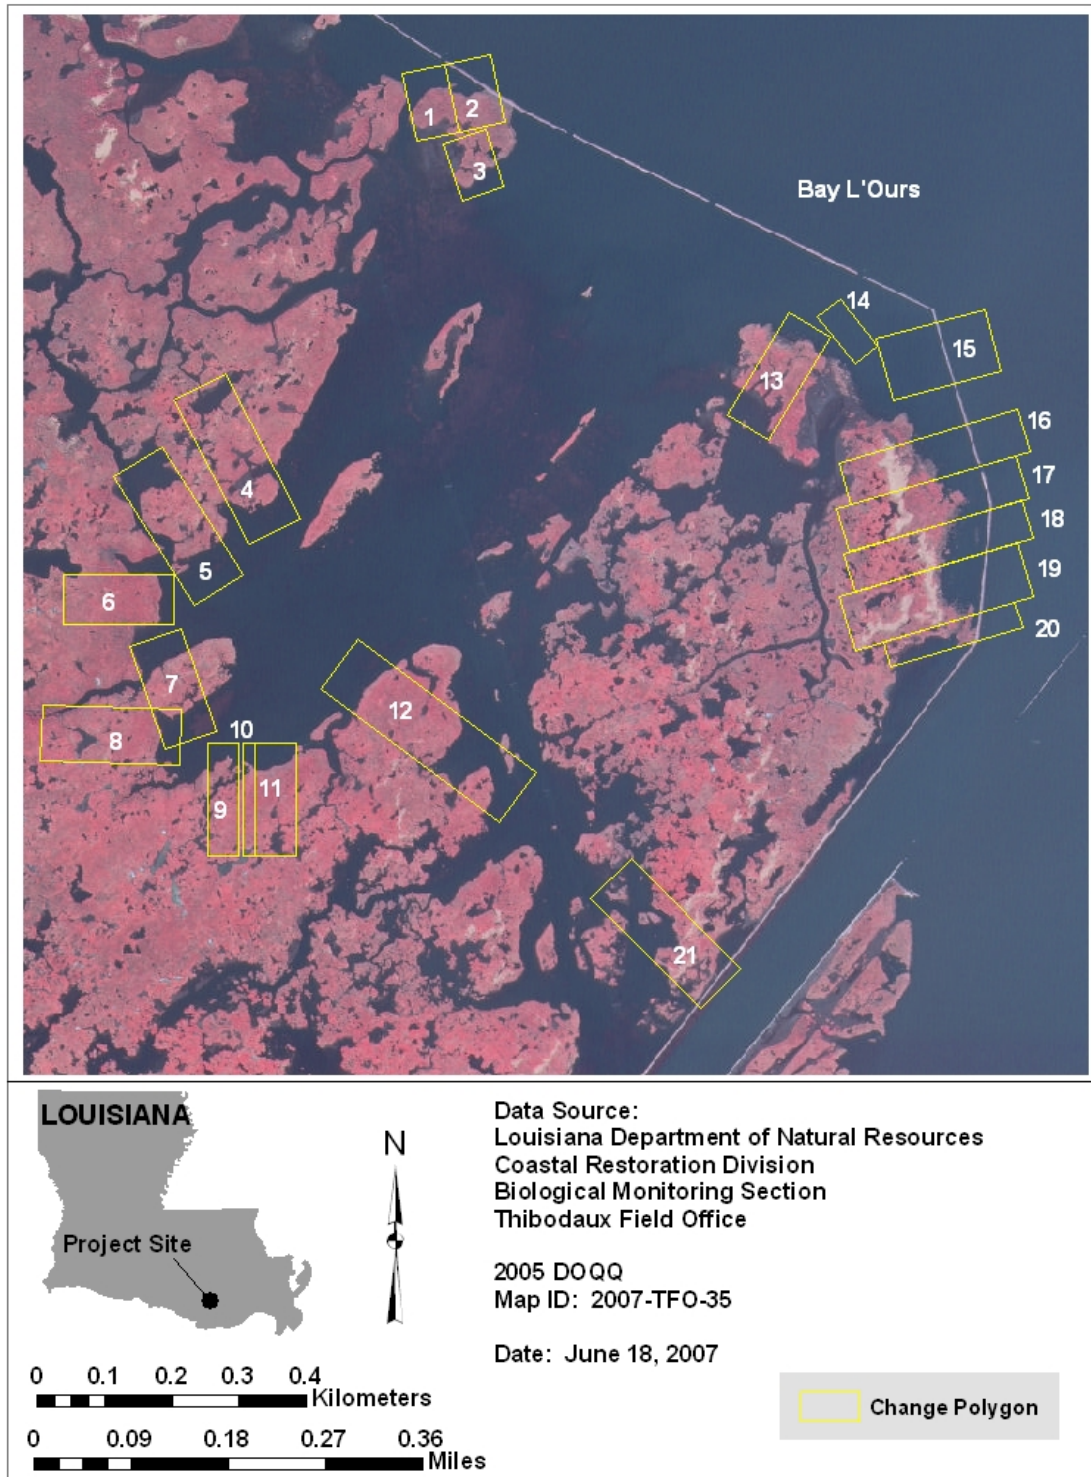 1
2
3
Bay L'Ours
14
15
13
16
17
4
18
5
19
6
20
7
12
8
10
11
9
21
LOUISIANA
Project Site
N
0 0.1 0.2 0.3 0.4
Kilometers
0 0.09 0.18 0.27 0.36
Miles
Data Source:
Louisiana Department of Natural Resources
Coastal Restoration Division
Biological Monitoring Section
Thibodaux Field Office
2005 DOQQ
Map ID: 2007-TFO-35
Date: June 18, 2007
Change Polygon